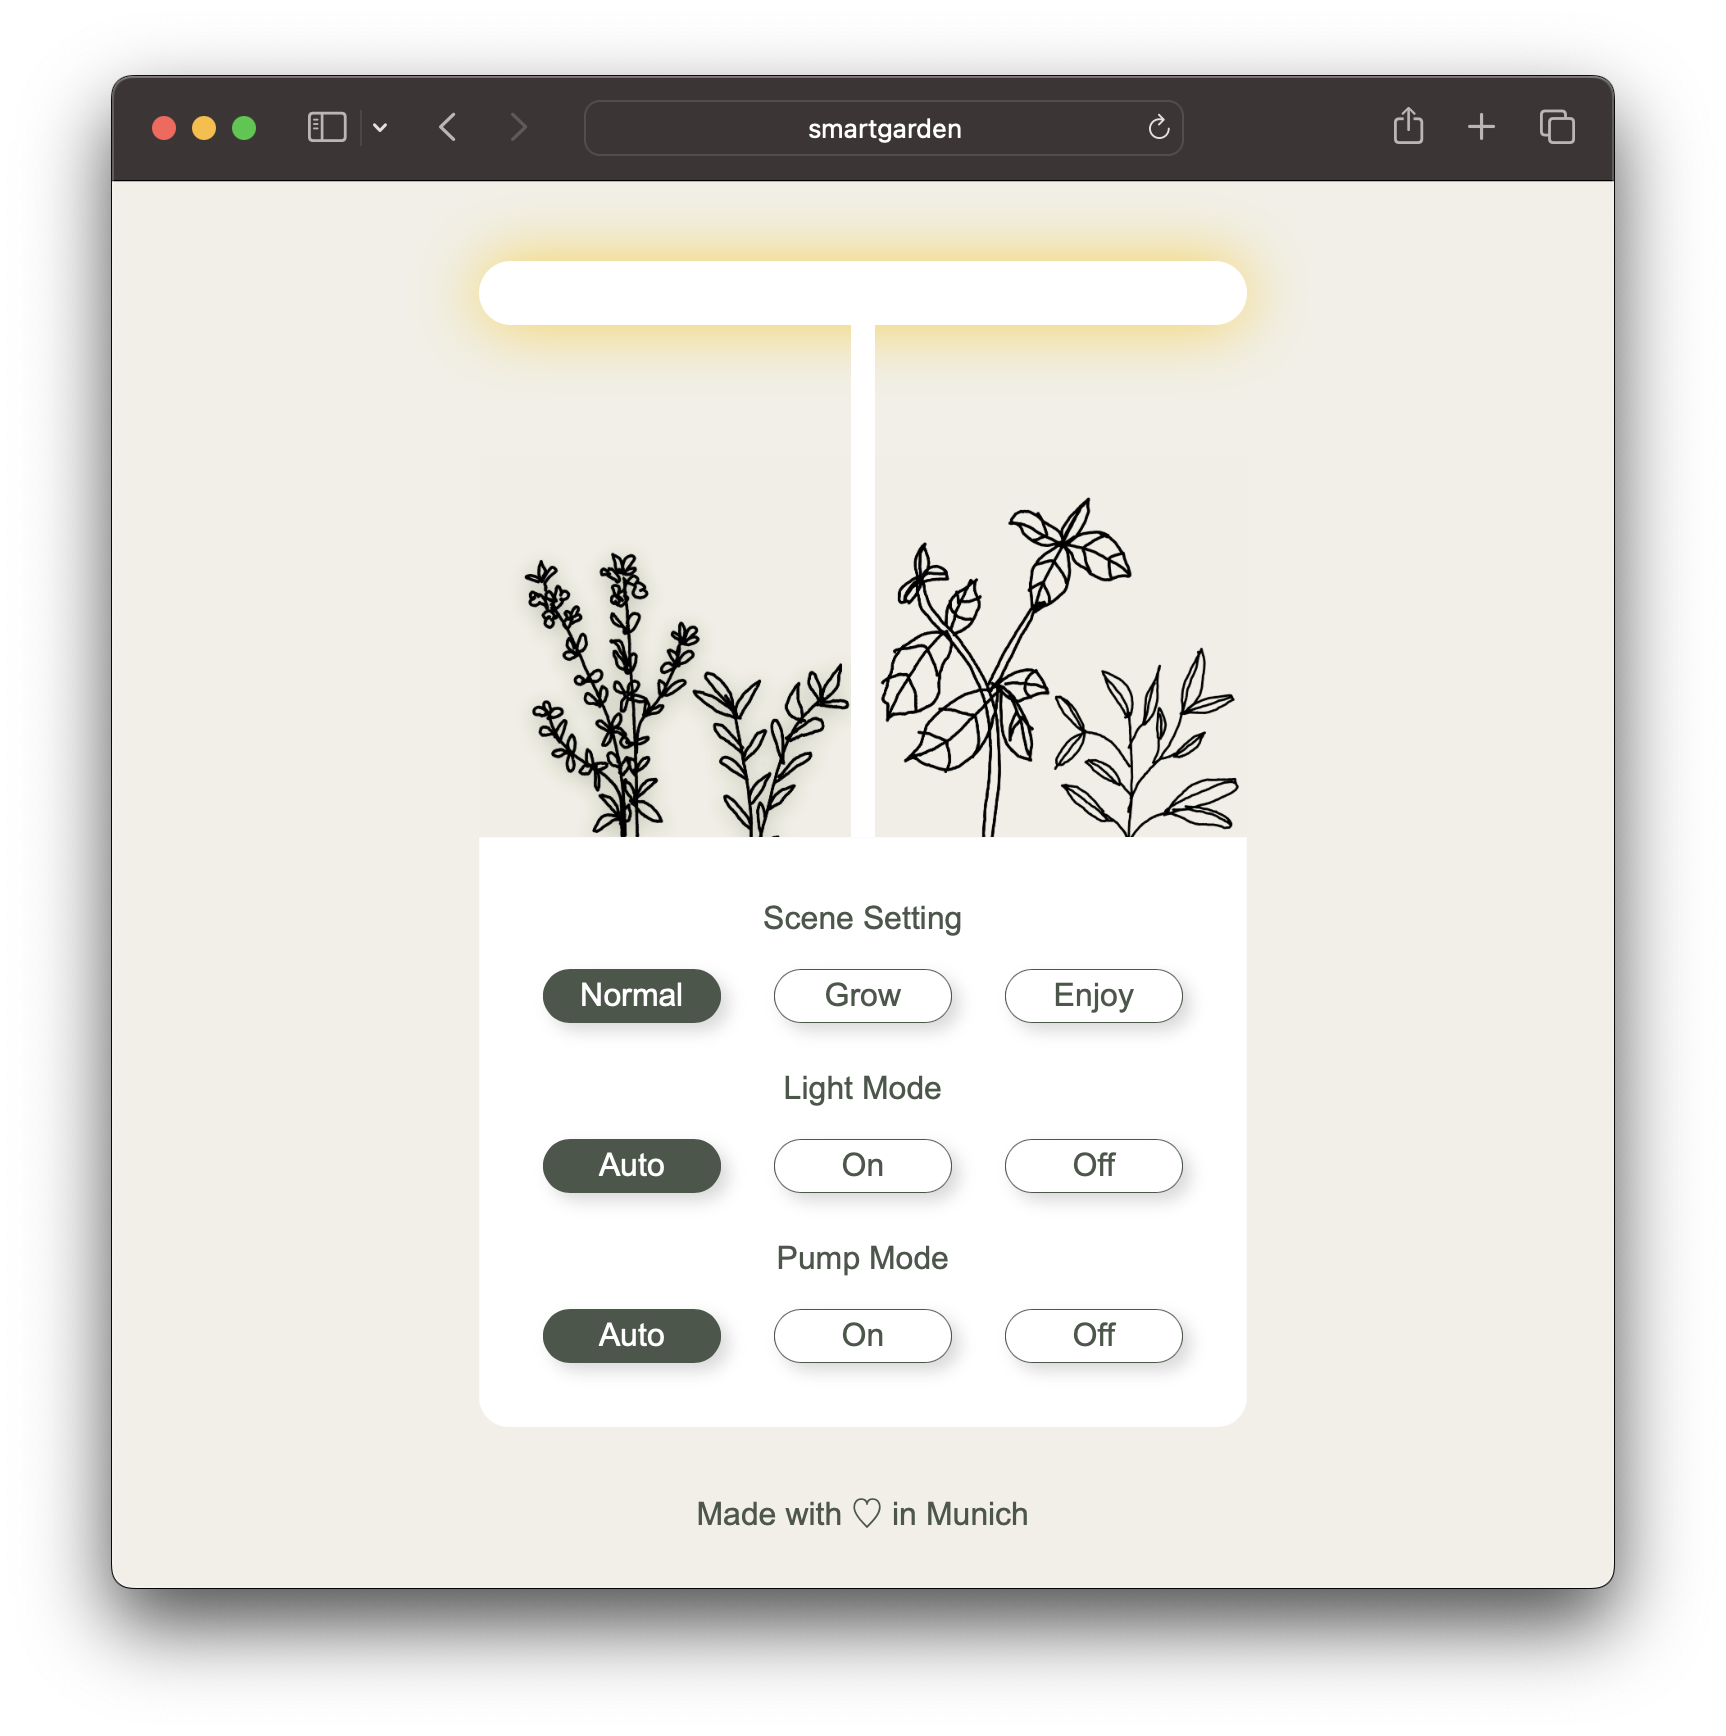 smartgarden
Scene Setting
Normal Grow Enjoy
Light Mode
Auto On Off
Pump Mode
Auto On Off
Made with ♡ in Munich